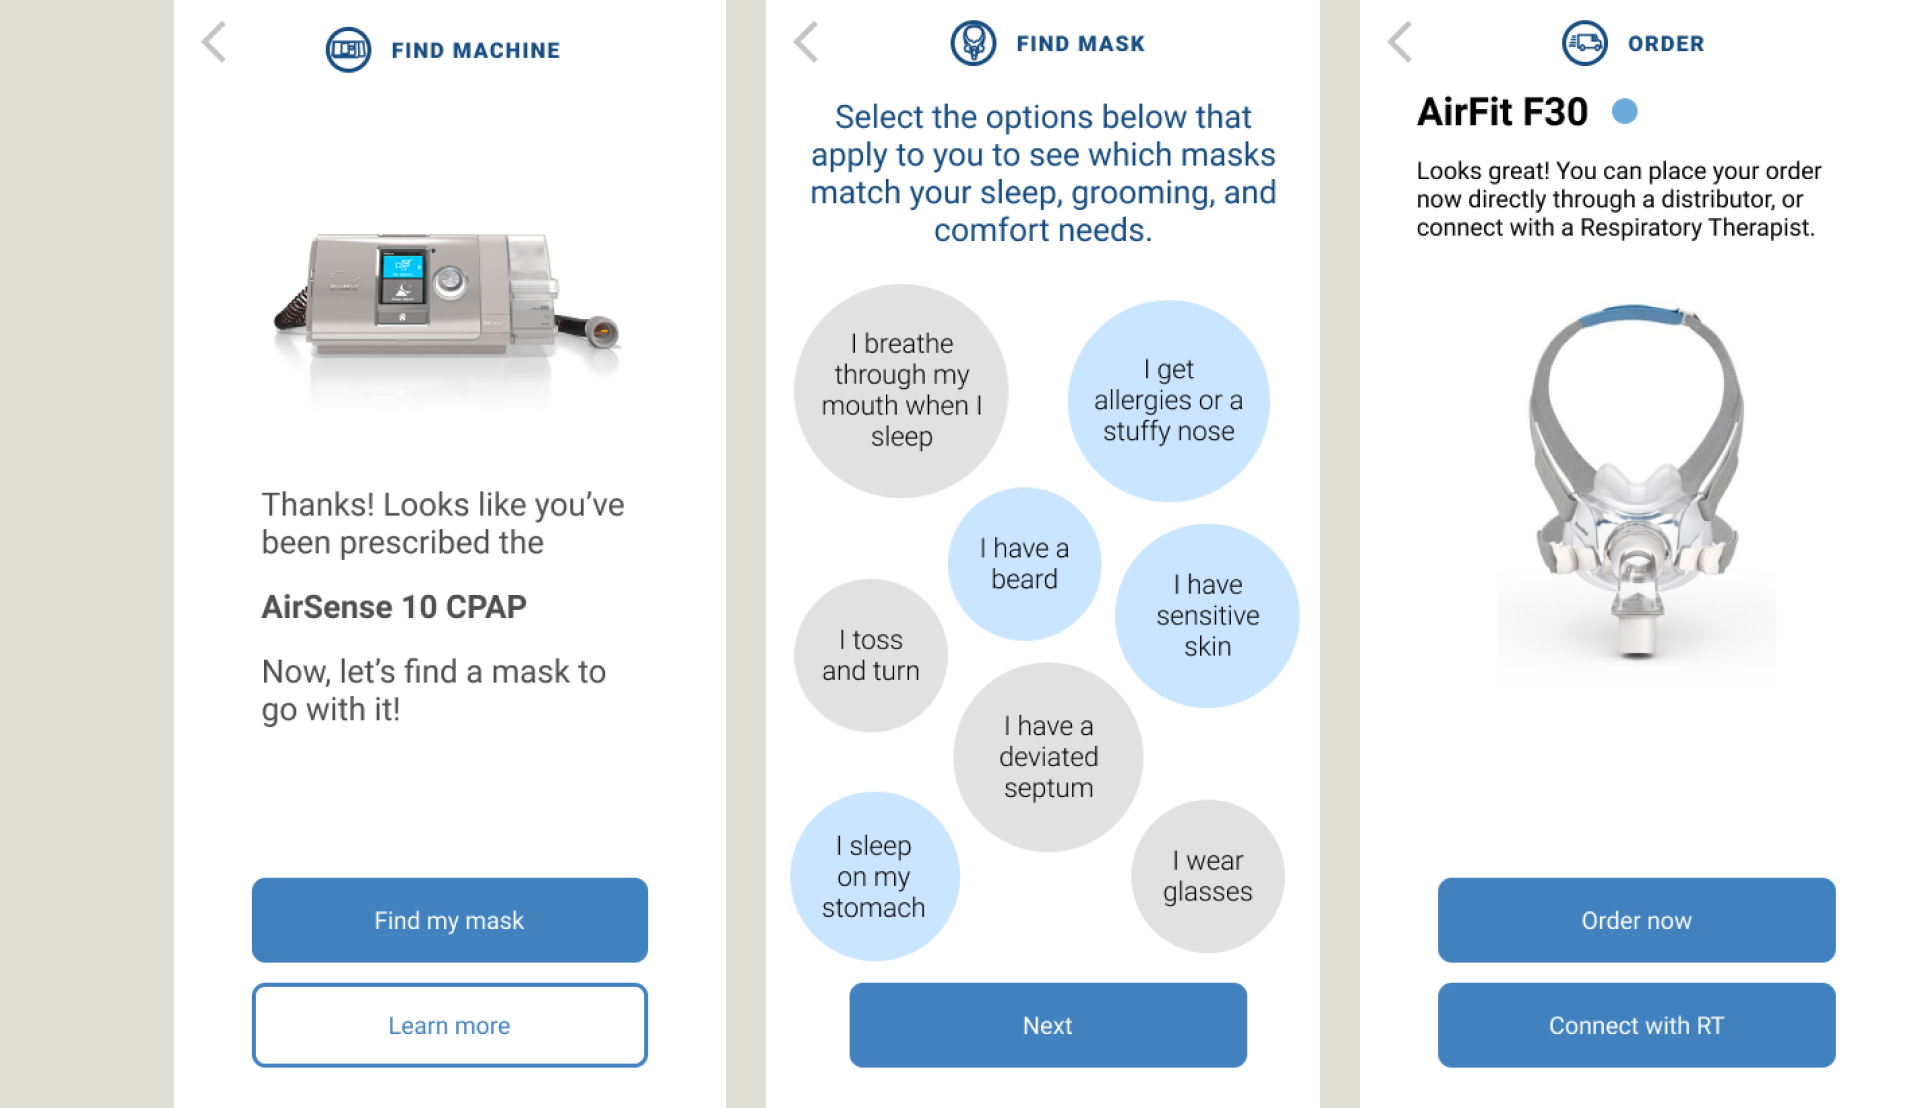 FIND MACHINE
Thanks! Looks like you’ve
been prescribed the
AirSense 10 CPAP
Now, let’s find a mask to
go with it!
Find my mask
Learn more
FIND MASK
Select the options below that
apply to you to see which masks
match your sleep, grooming, and
comfort needs.
I breathe
through my
mouth when I
sleep
I get
allergies or a
stuffy nose
I have a
beard
I have
sensitive
skin
I toss
and turn
I have a
deviated
septum
I sleep
on my
stomach
I wear
glasses
Next
ORDER
AirFit F30
Looks great! You can place your order
now directly through a distributor, or
connect with a Respiratory Therapist.
Order now
Connect with RT